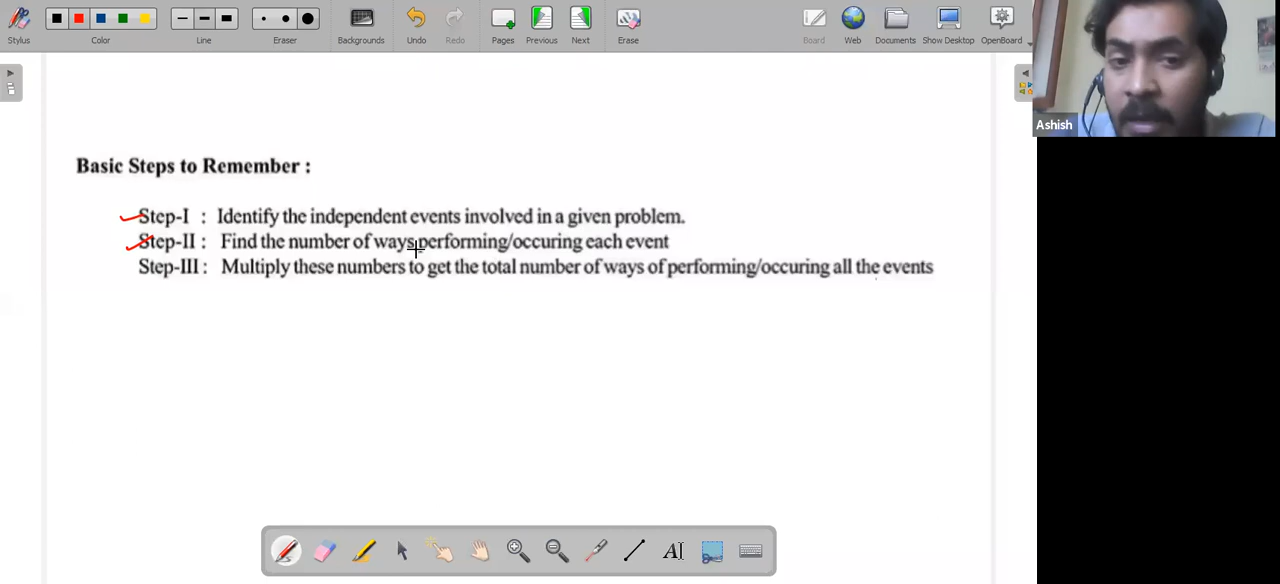 Stylus
Color
Line
Eraser
Backgrounds
Undo
Redo
Pages
Previous
Next
Erase
Board
Web
Documents
Show Desktop
OpenBoard
Ashish
Basic Steps to Remember :
Step-I : Identify the independent events involved in a given problem.
Step-II : Find the number of ways performing/occuring each event
Step-III : Multiply these numbers to get the total number of ways of performing/occuring all the events
A